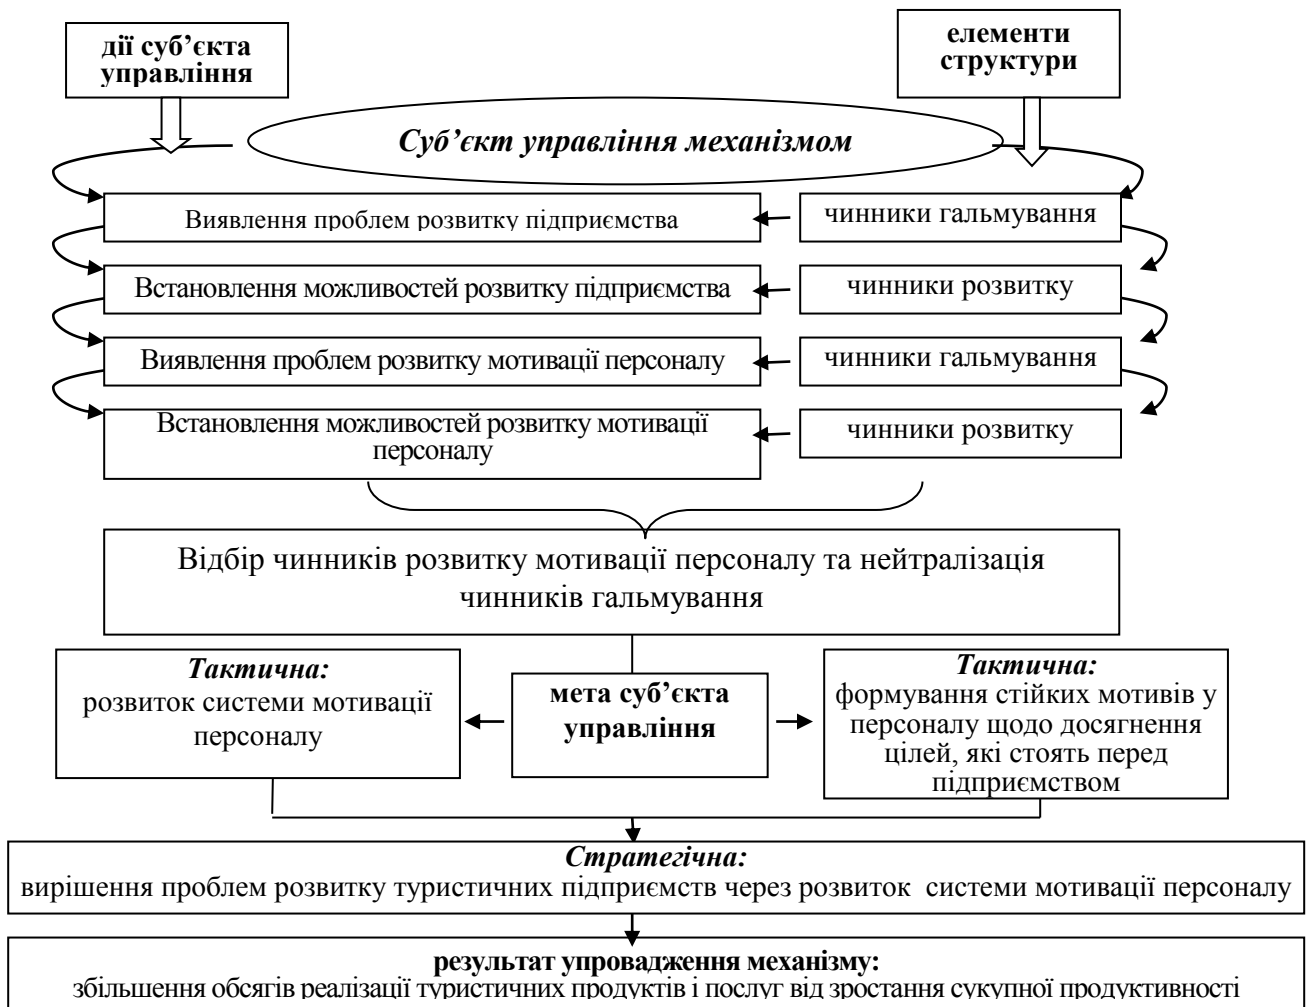 дії суб’єкта
управління
елементи
структури
Суб’єкт управління механізмом
Виявлення проблем розвитку підприємства
чинники гальмування
Встановлення можливостей розвитку підприємства
чинники розвитку
Виявлення проблем розвитку мотивації персоналу
чинники гальмування
Встановлення можливостей розвитку мотивації
персоналу
чинники розвитку
Відбір чинників розвитку мотивації персоналу та нейтралізація
чинників гальмування
Тактична:
розвиток системи мотивації
персоналу
мета суб’єкта
управління
Тактична:
формування стійких мотивів у
персоналу щодо досягнення
цілей, які стоять перед
підприємством
Стратегічна:
вирішення проблем розвитку туристичних підприємств через розвиток системи мотивації персоналу
результат упровадження механізму:
збільшення обсягів реалізації туристичних продуктів і послуг від зростання сукупної продуктивності